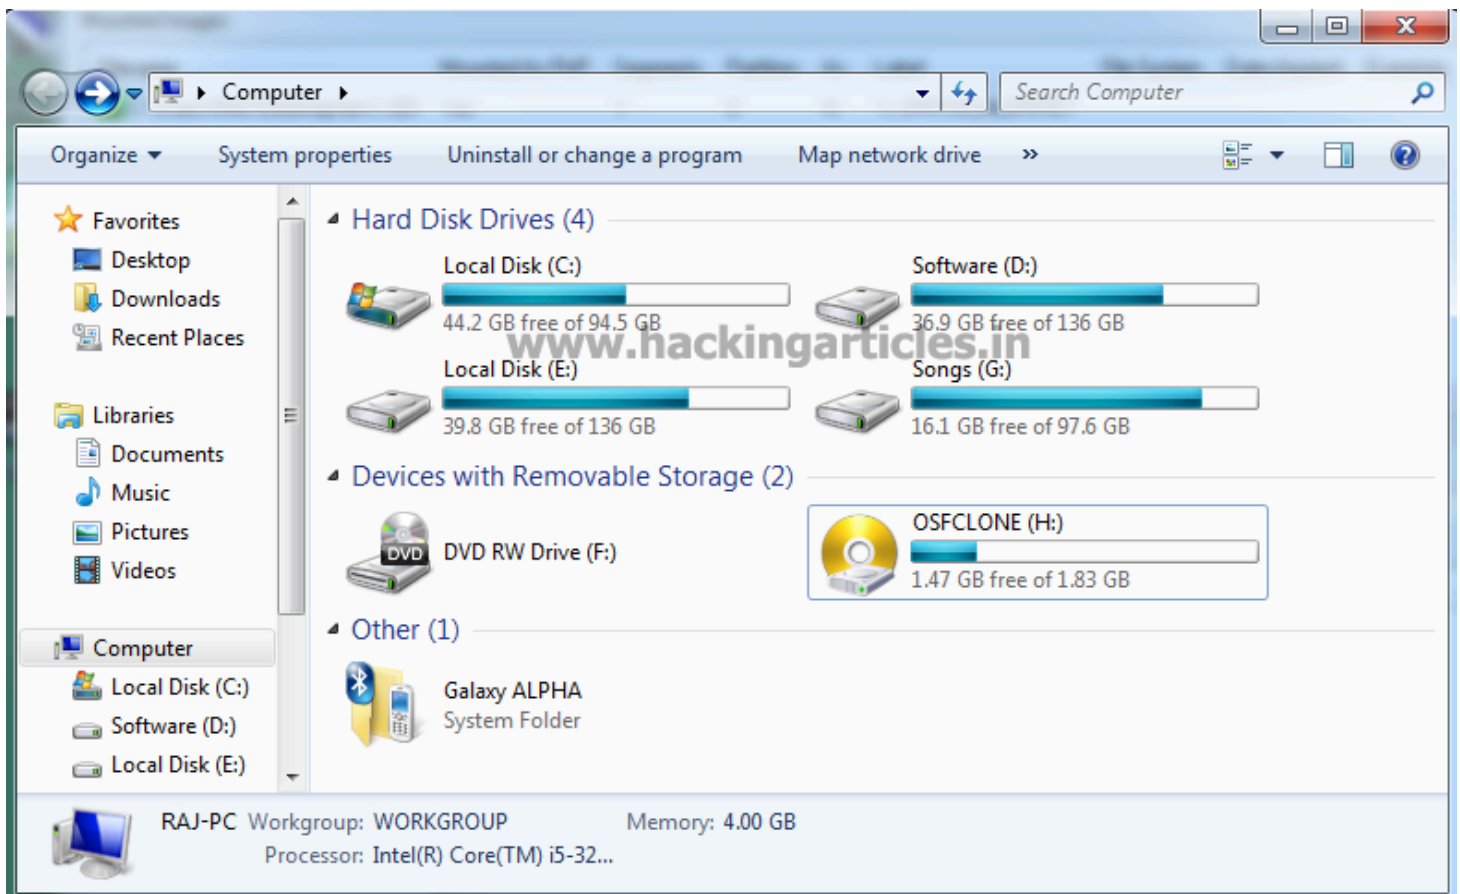 Computer
Search Computer
Organize
System properties
Uninstall or change a program
Map network drive
»
Favorites
Desktop
Downloads
Recent Places
Libraries
Documents
Music
Pictures
Videos
Computer
Local Disk (C:)
Software (D:)
Local Disk (E:)
Hard Disk Drives (4)
Local Disk (C:)
44.2 GB free of 94.5 GB
Software (D:)
36.9 GB free of 136 GB
www.hackingarticles.in
Local Disk (E:)
39.8 GB free of 136 GB
Songs (G:)
16.1 GB free of 97.6 GB
Devices with Removable Storage (2)
DVD
DVD RW Drive (F:)
OSFCLONE (H:)
1.47 GB free of 1.83 GB
Other (1)
Galaxy ALPHA
System Folder
RAJ-PC Workgroup: WORKGROUP Memory: 4.00 GB
Processor: Intel(R) Core(TM) i5-32...